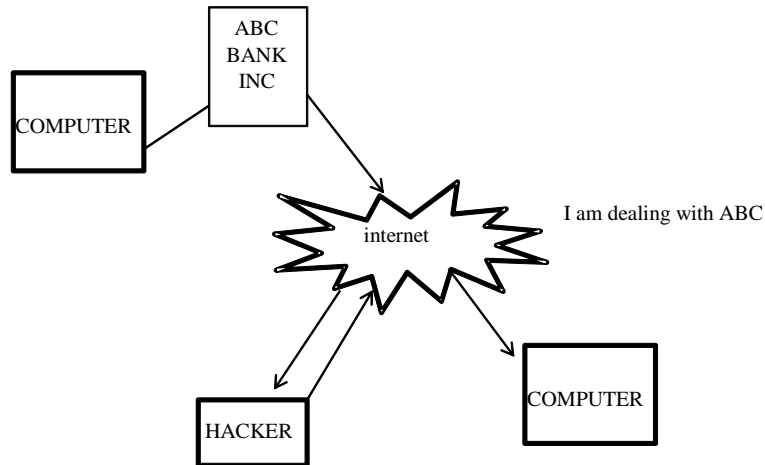 ABC
BANK
INC
COMPUTER
I am dealing with ABC
internet
COMPUTER
HACKER